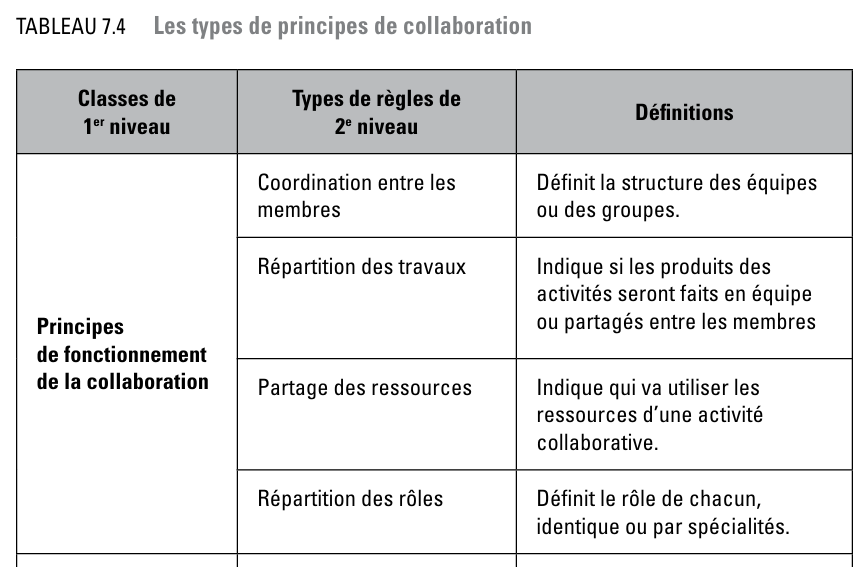 TABLEAU 7.4 Les types de principes de collaboration
Classes de
1er niveau
Types de règles de
2e niveau
Définitions
Principes
de fonctionnement
de la collaboration
Coordination entre les
membres
Définit la structure des équipes
ou des groupes.
Répartition des travaux
Indique si les produits des
activités seront faits en équipe
ou partagés entre les membres
Partage des ressources
Indique qui va utiliser les
ressources d’une activité
collaborative.
Répartition des rôles
Définit le rôle de chacun,
identique ou par spécialités.